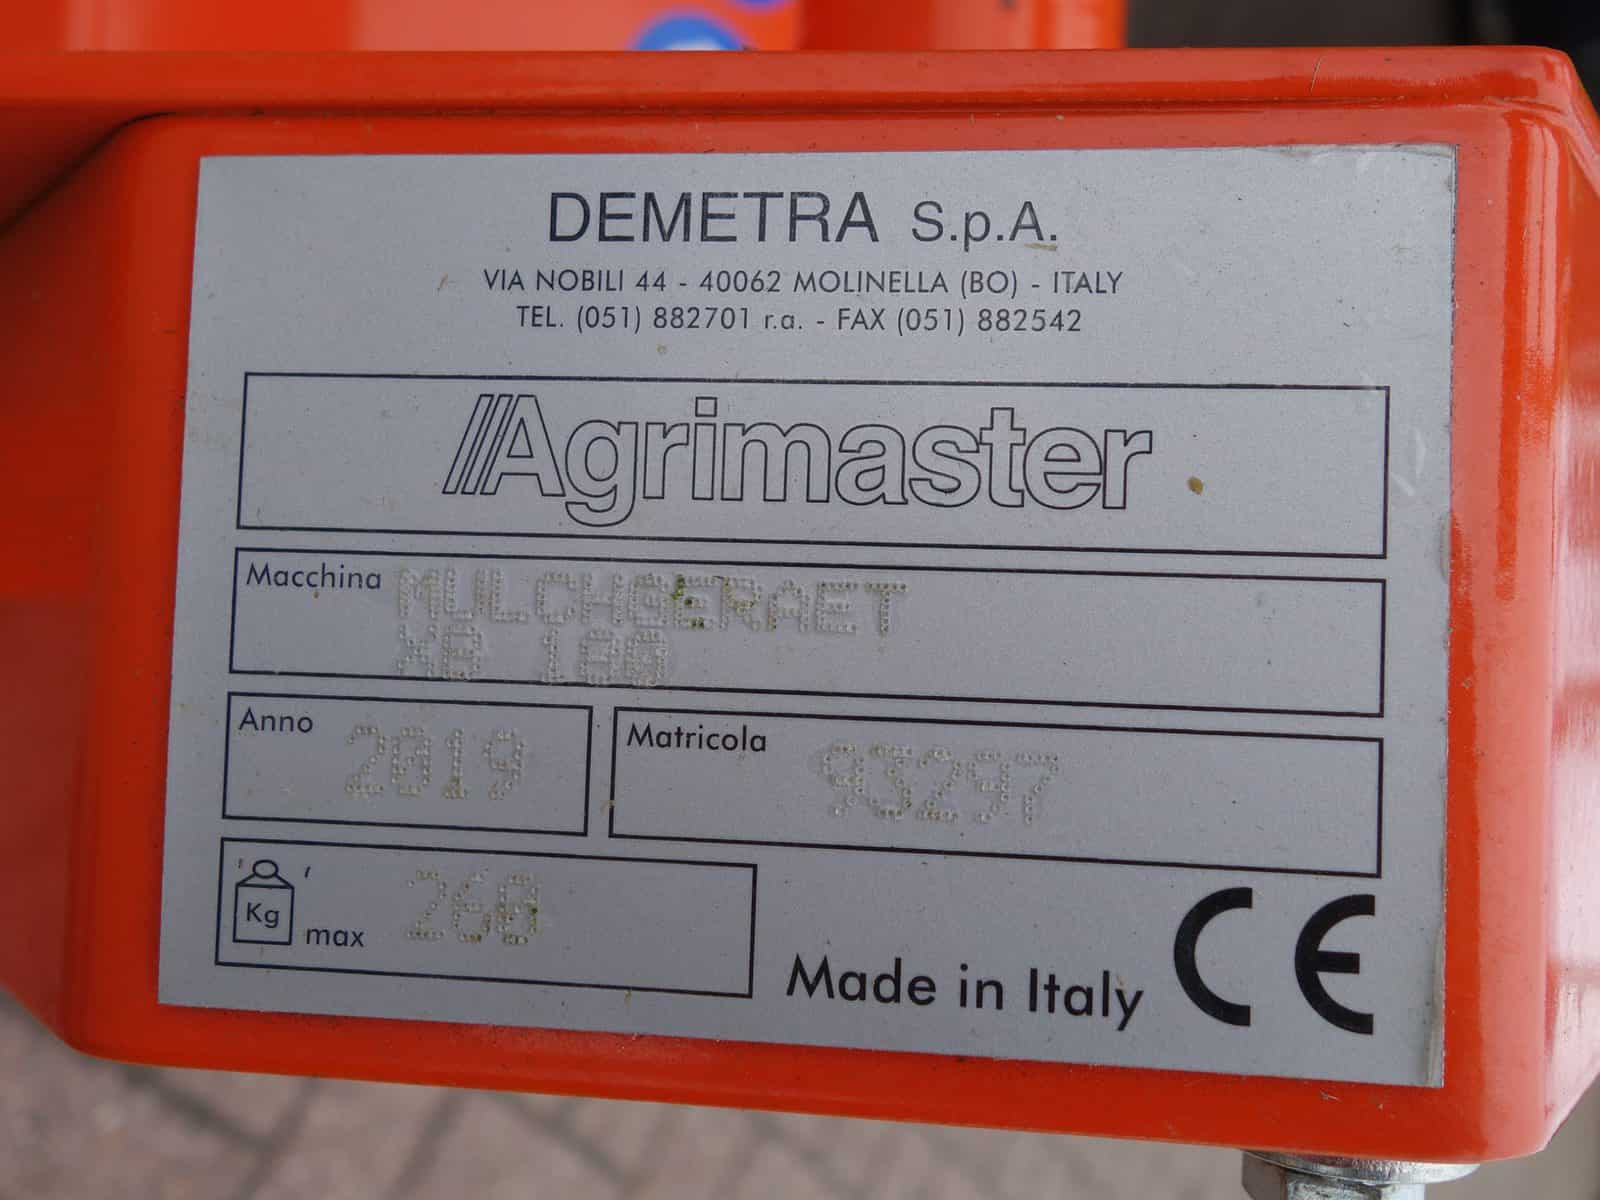 DEMETRA S.p.A.
VIA NOBILI 44 - 40062 MOLINELLA (BO) - ITALY
TEL. (051) 882701 r.a. - FAX (051) 882542
Agrimaster
Macchina MULCHGERAET
XB 180
Anno 2019
Matricola 93297
Kg max 260
Made in Italy CE